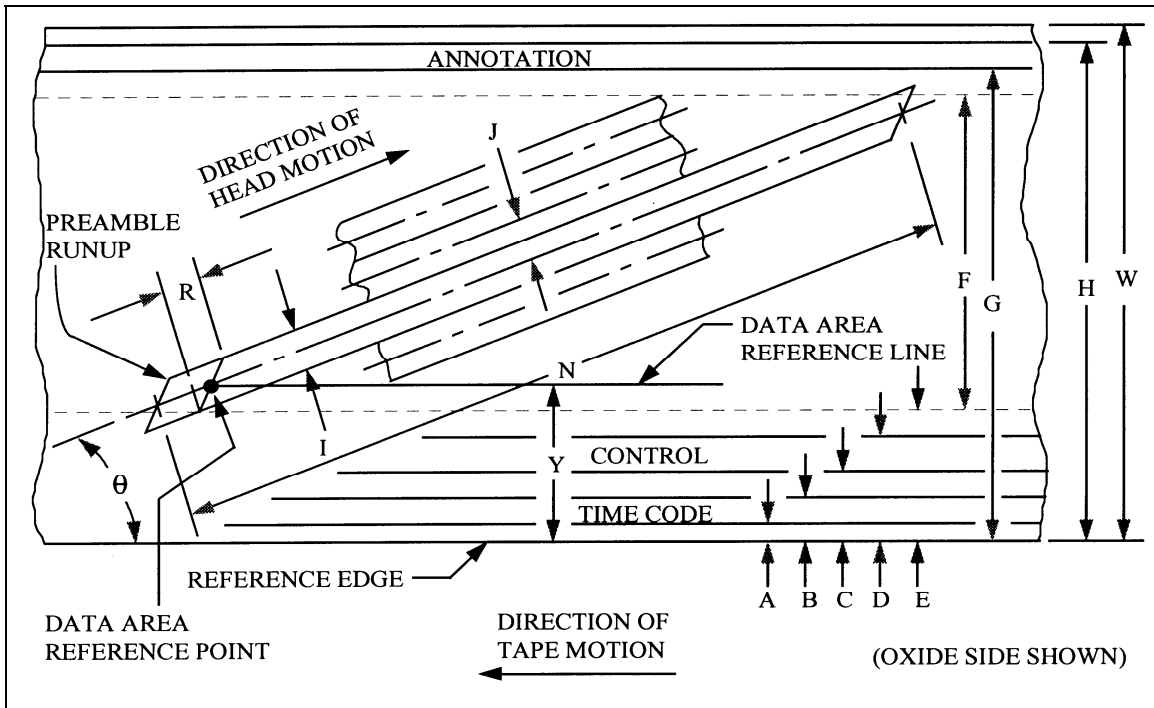 ANNOTATION
DIRECTION OF
HEAD MOTION
J
PREAMBLE
RUNUP
R
F
G
H
W
DATA AREA
REFERENCE LINE
N
I
Y
CONTROL
θ
TIME CODE
REFERENCE EDGE
A
B
C
D
E
DATA AREA
REFERENCE POINT
DIRECTION OF
TAPE MOTION
(OXIDE SIDE SHOWN)